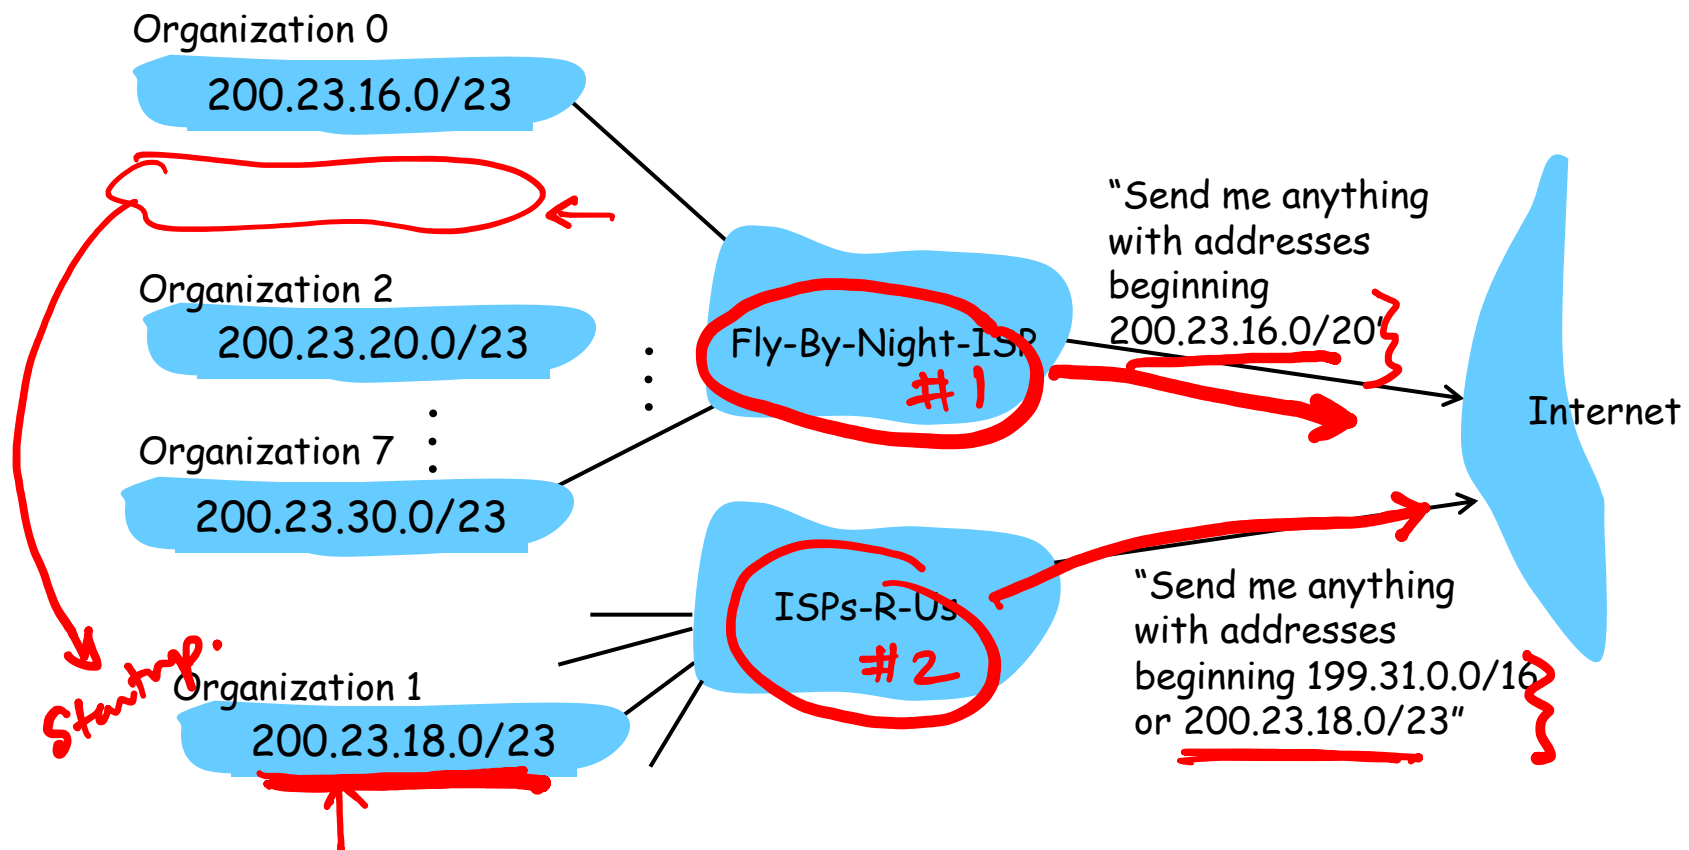 Organization 0
200.23.16.0/23
Organization 2
200.23.20.0/23
Organization 7
200.23.30.0/23
Fly-By-Night-ISP
#1
“Send me anything
with addresses
beginning
200.23.16.0/20”
Internet
ISPs-R-Us
#2
“Send me anything
with addresses
beginning 199.31.0.0/16
or 200.23.18.0/23”
Startup.
Organization 1
200.23.18.0/23